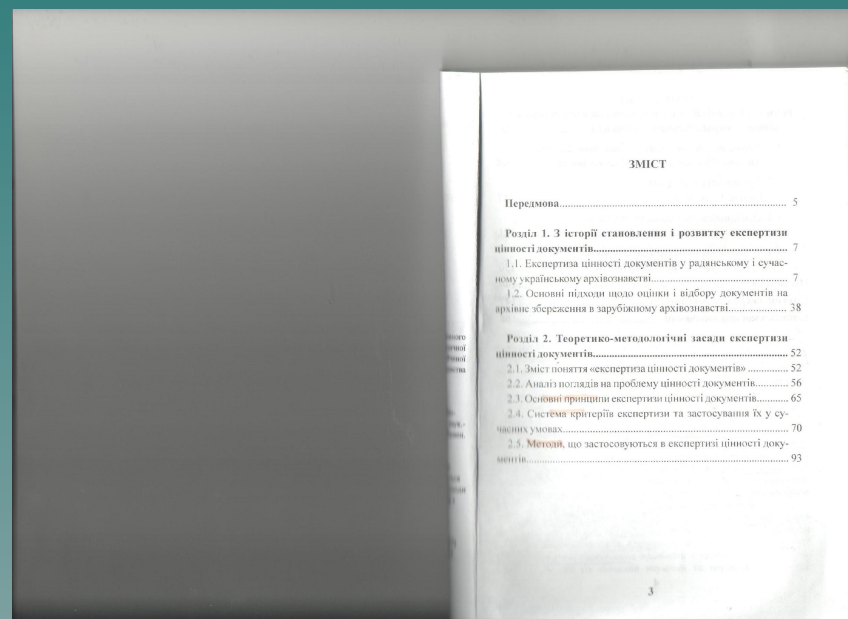 ЗМІСТ
Передмова........ 5
Розділ 1. З історії становлення і розвитку експертизи
цінності документів........ 7
1.1. Експертиза цінності документів у радянському і сучас-
ному українському архівознавстві........ 7
1.2. Основні підходи щодо оцінки і відбору документів на
архівне збереження в зарубіжному архівознавстві........ 38
Розділ 2. Теоретико-методологічні засади експертизи
цінності документів........ 52
2.1. Зміст поняття «експертиза цінності документів» ........ 52
2.2. Аналіз поглядів на проблему цінності документів........ 56
2.3. Основні принципи експертизи цінності документів........ 65
2.4. Система критеріїв експертизи та застосування їх у су-
часних умовах........ 70
2.5. Методи, що застосовуються в експертизі цінності доку-
ментів........ 93
3